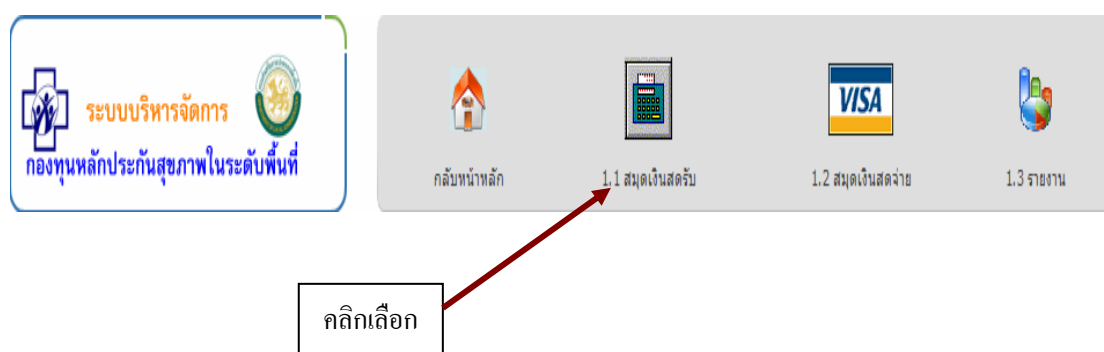 ระบบบริหารจัดการ
กองทุนหลักประกันสุขภาพในระดับพื้นที่
VISA
กลับหน้าหลัก
1.1 สมุดเงินสดรับ
1.2 สมุดเงินสดจ่าย
1.3 รายงาน
คลิกเลือก